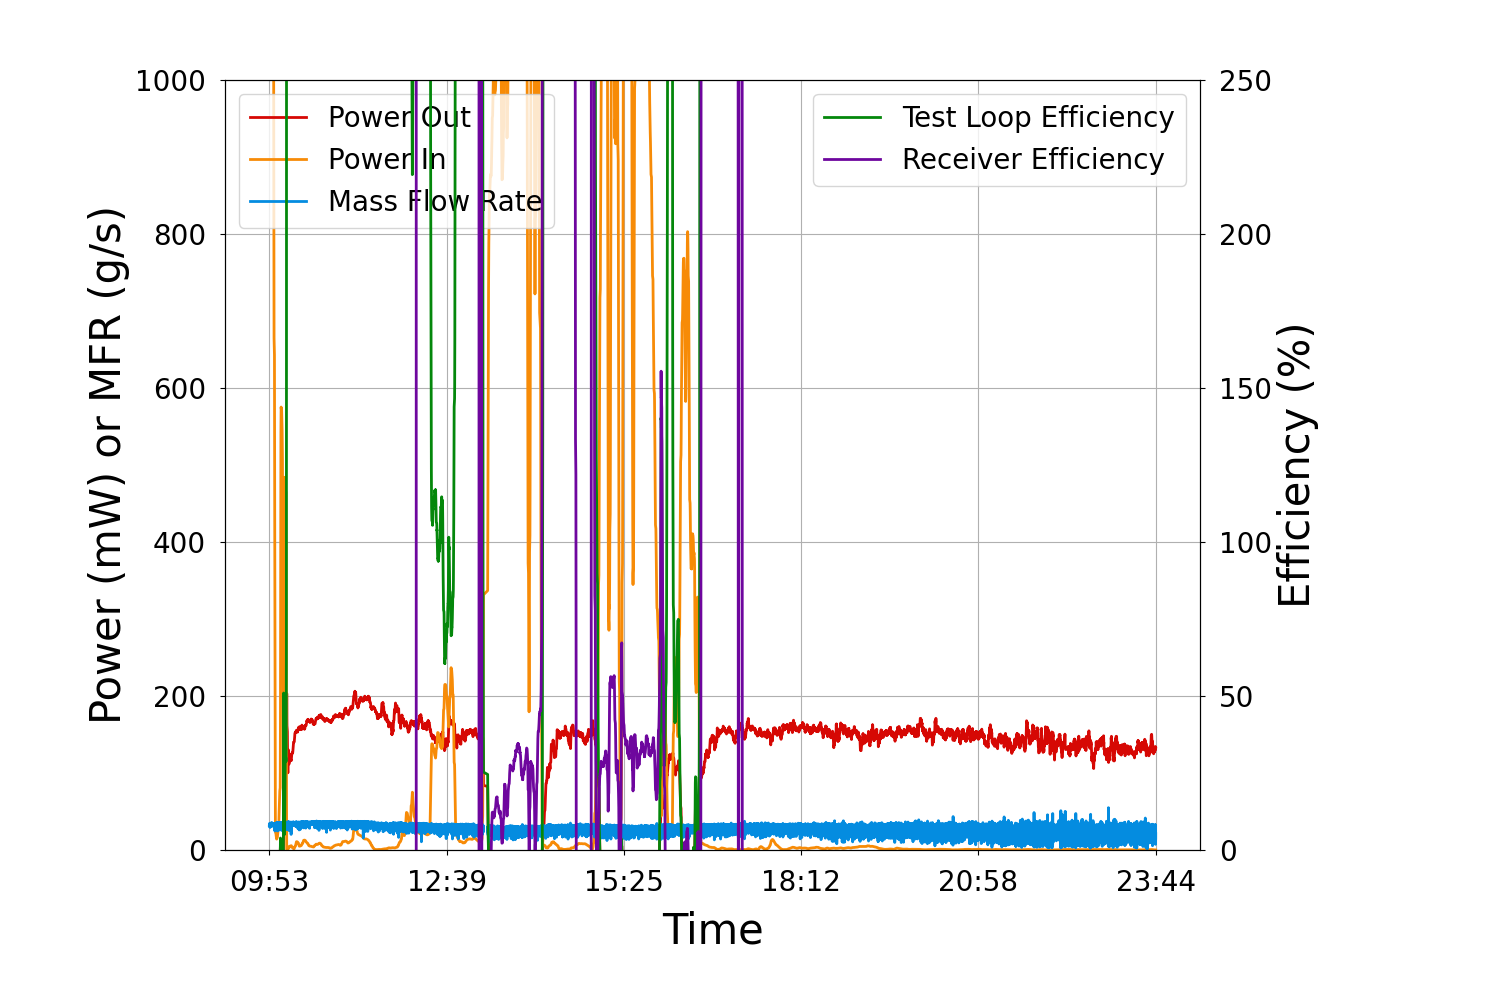 1000
800
600
400
200
0
Power (mW) or MFR (g/s)
Power Out
Power In
Mass Flow Rate
Test Loop Efficiency
Receiver Efficiency
250
200
150
100
50
0
Efficiency (%)
09:53 12:39 15:25 18:12 20:58 23:44
Time